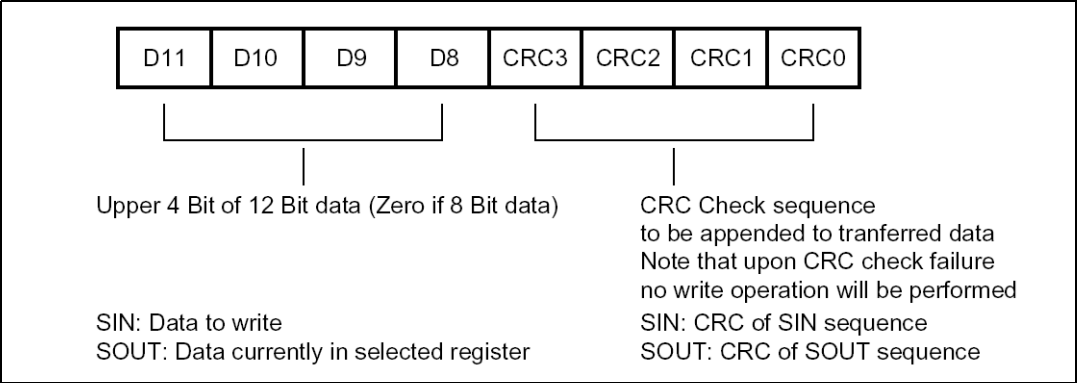 D11 D10 D9 D8 CRC3 CRC2 CRC1 CRC0
Upper 4 Bit of 12 Bit data (Zero if 8 Bit data)
SIN: Data to write
SOUT: Data currently in selected register
CRC Check sequence
to be appended to tranferred data
Note that upon CRC check failure
no write operation will be performed
SIN: CRC of SIN sequence
SOUT: CRC of SOUT sequence